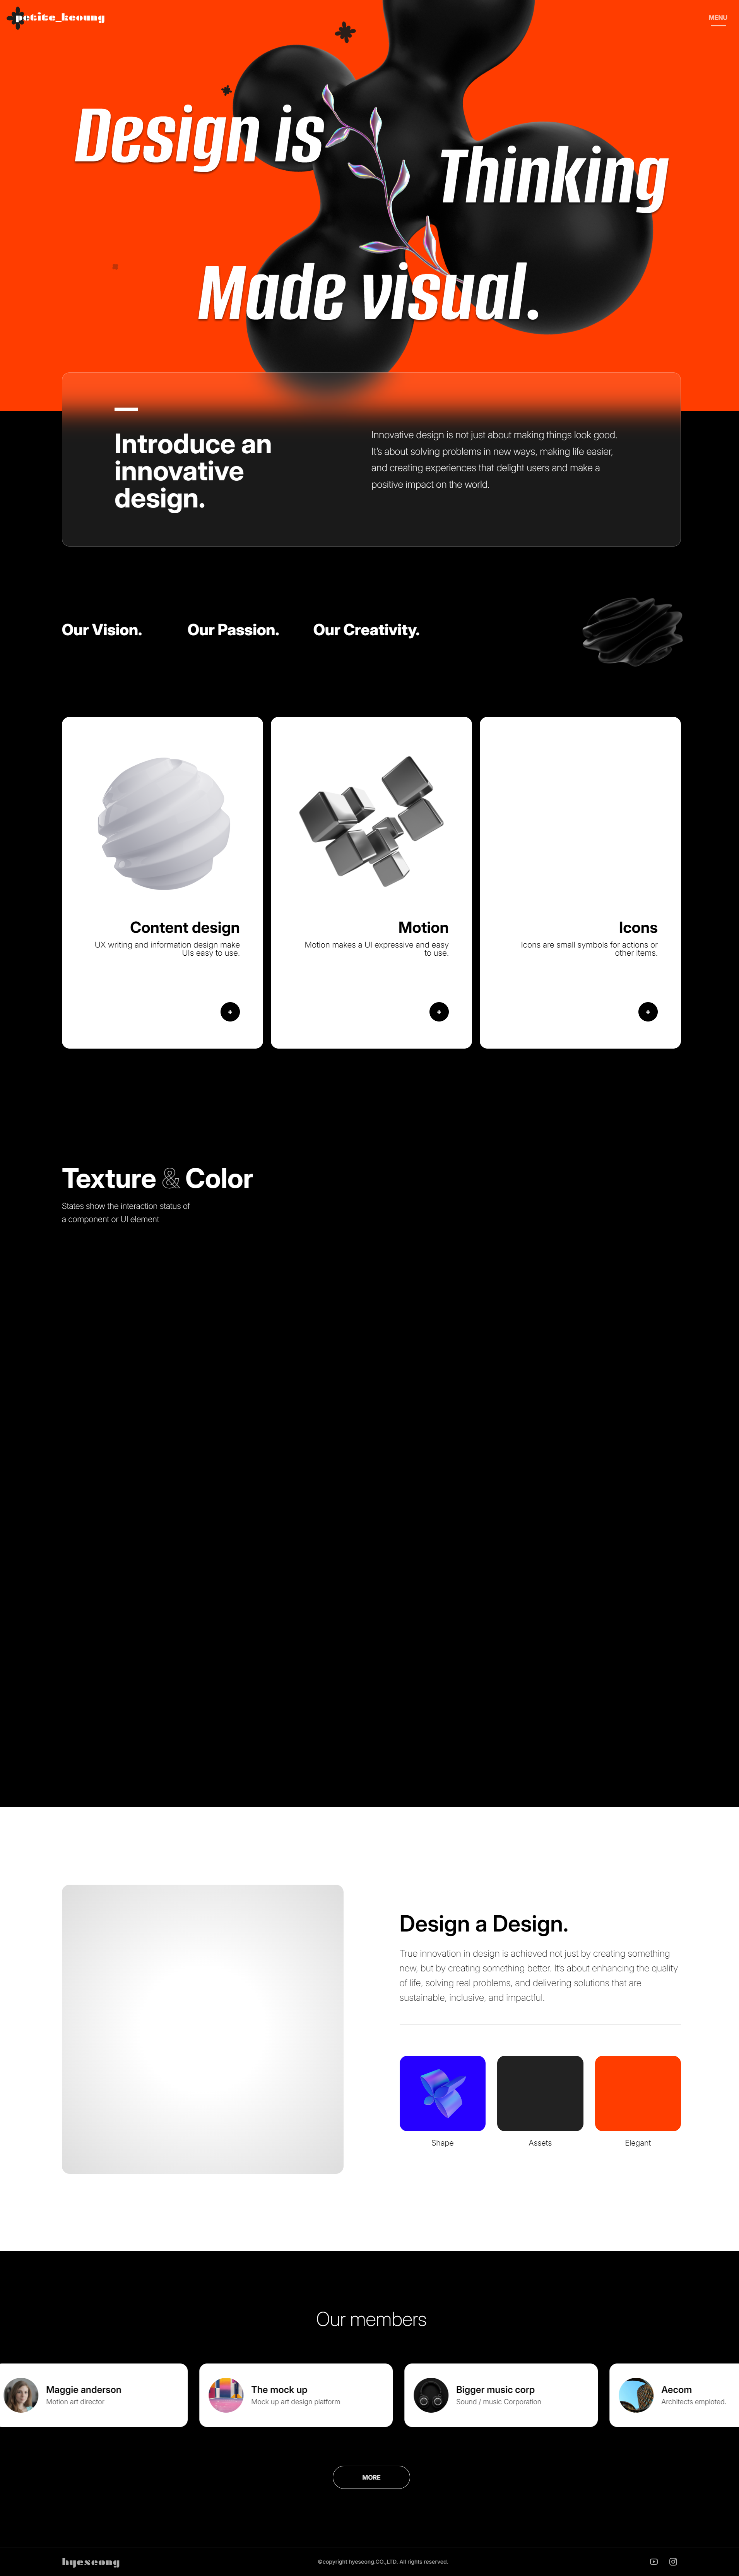 petite_keoung
MENU
Design is
Thinking
Made visual.
Introduce an
innovative
design.
Innovative design is not just about making things look good.
It's about solving problems in new ways, making life easier,
and creating experiences that delight users and make a
positive impact on the world.
Our Vision.
Our Passion.
Our Creativity.
Content design
UX writing and information design make
UIs easy to use.
+
Motion
Motion makes a UI expressive and easy
to use.
+
Icons
Icons are small symbols for actions or
other items.
+
Texture & Color
States show the interaction status of
a component or UI element
Design a Design.
True innovation in design is achieved not just by creating something
new, but by creating something better. It's about enhancing the quality
of life, solving real problems, and delivering solutions that are
sustainable, inclusive, and impactful.
Shape
Assets
Elegant
Our members
Maggie anderson
Motion art director
The mock up
Mock up art design platform
Bigger music corp
Sound / music Corporation
Aecom
Architects emploted.
MORE
hyeseong
©copyright hyeseong.CO.,LTD. All rights reserved.